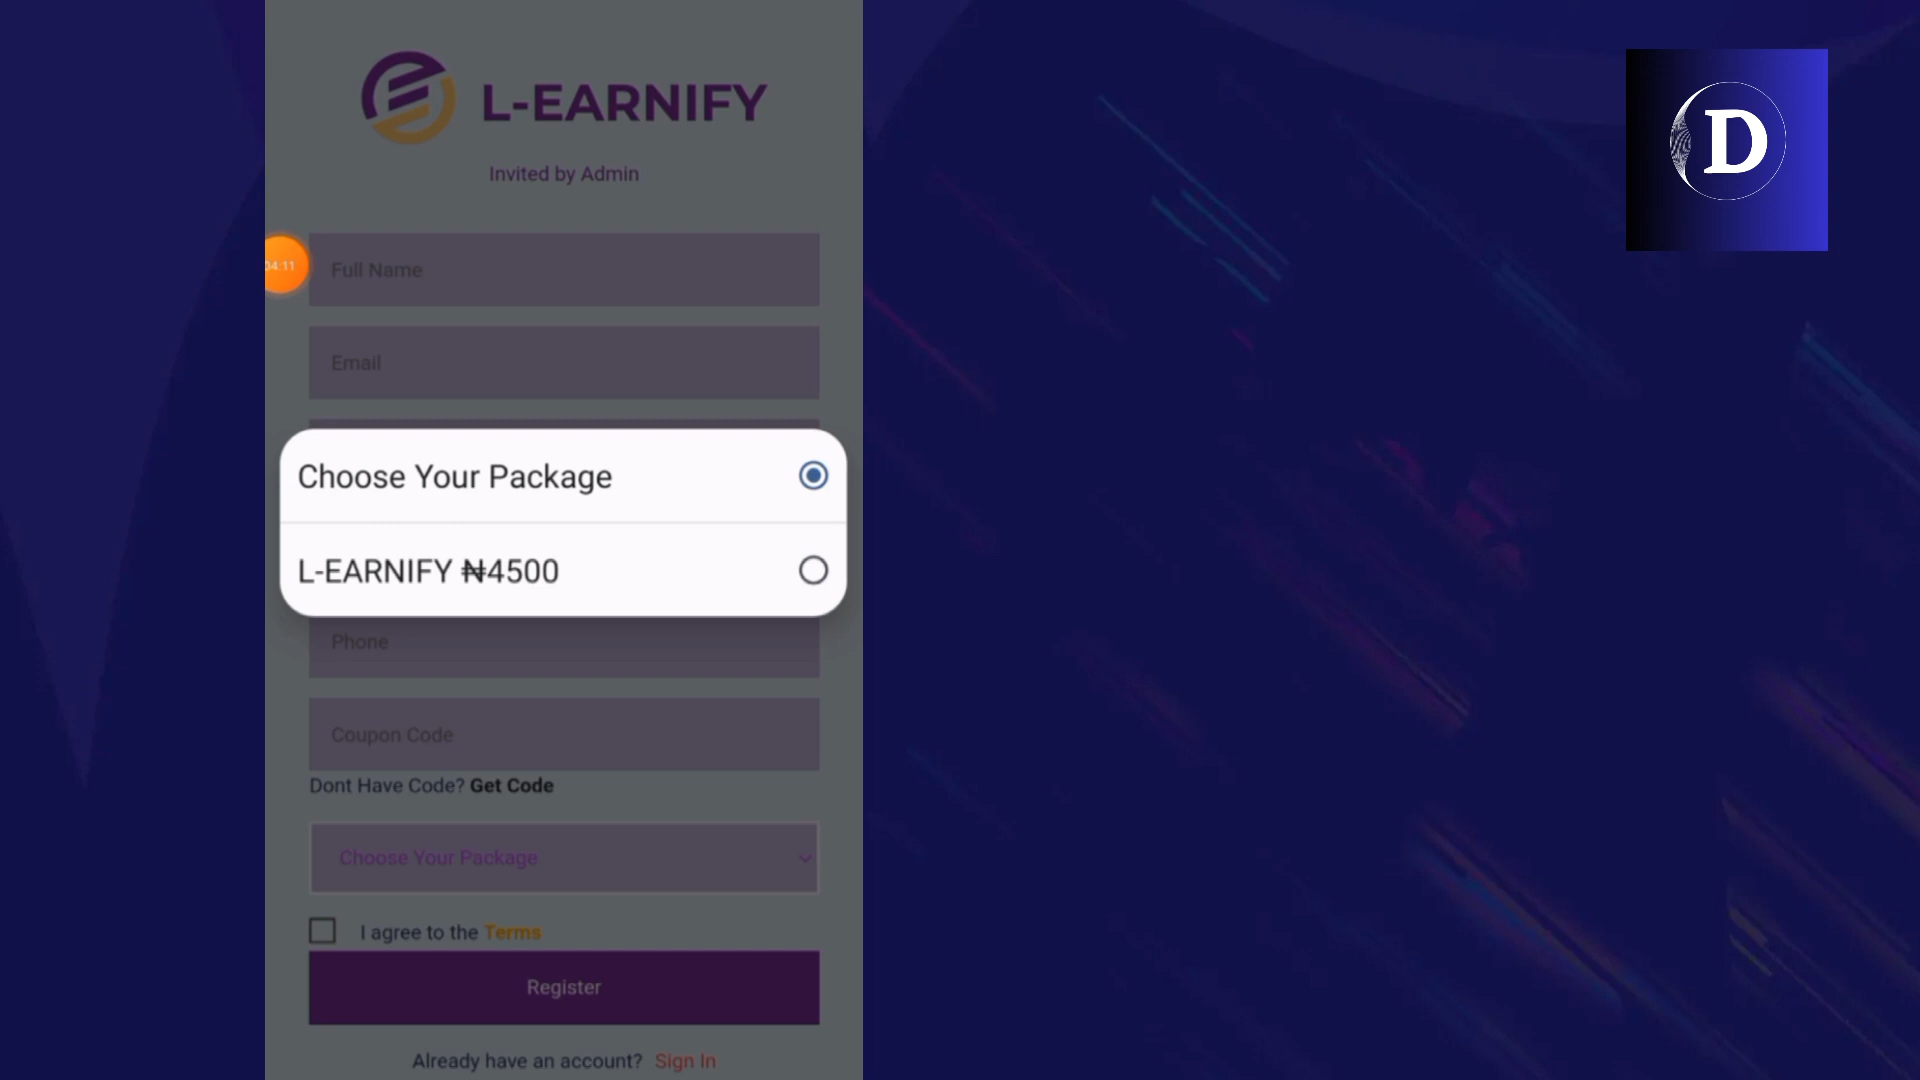 L-EARNIFY
Invited by Admin
04:11
Full Name
Email
Choose Your Package
L-EARNIFY ₦4500
Phone
Coupon Code
Dont Have Code? Get Code
Choose Your Package
I agree to the Terms
Register
Already have an account? Sign In
D